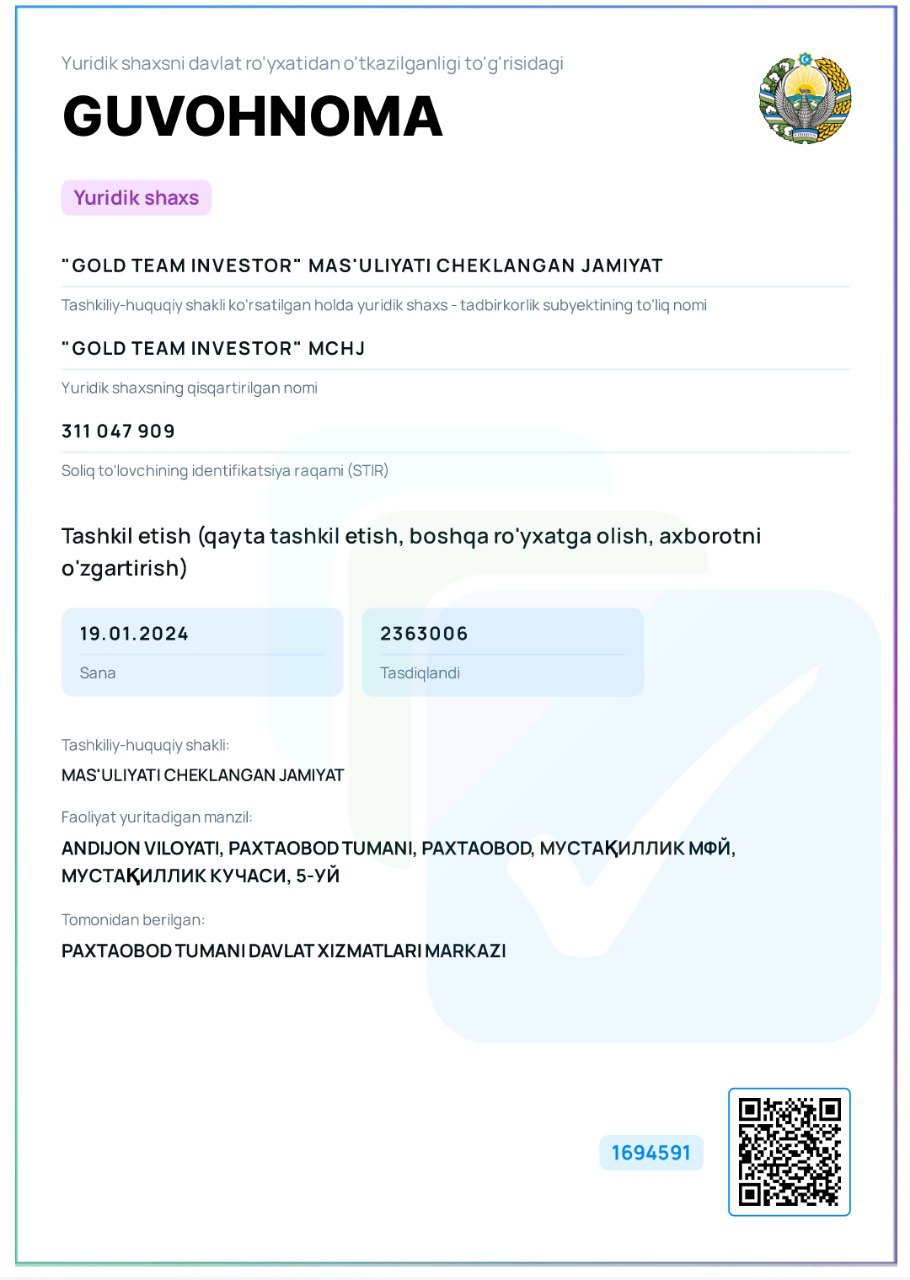 Yuridik shaxsni davlat ro'yxatidan o'tkazilganligi to'g'risidagi
GUVOHNOMA
Yuridik shaxs
"GOLD TEAM INVESTOR" MAS'ULIYATI CHEKLANGAN JAMIYAT
Tashkiliy-huquqiy shakli ko'rsatilgan holda yuridik shaxs - tadbirkorlik subyektining to'liq nomi
"GOLD TEAM INVESTOR" MCHJ
Yuridik shaxsning qisqartirilgan nomi
311 047 909
Soliq to'lovchining identifikatsiya raqami (STIR)
Tashkil etish (qayta tashkil etish, boshqa ro'yxatga olish, axborotni
o'zgartirish)
19.01.2024
Sana
2363006
Tasdiqlandi
Tashkiliy-huquqiy shakli:
MAS'ULIYATI CHEKLANGAN JAMIYAT
Faoliyat yuritadigan manzil:
ANDIJON VILOYATI, PAXTAOBOD TUMANI, PAXTAOBOD, МУСТАҚИЛЛИК МФЙ,
МУСТАҚИЛЛИК КУЧАСИ, 5-УЙ
Tomonidan berilgan:
PAXTAOBOD TUMANI DAVLAT XIZMATLARI MARKAZI
1694591